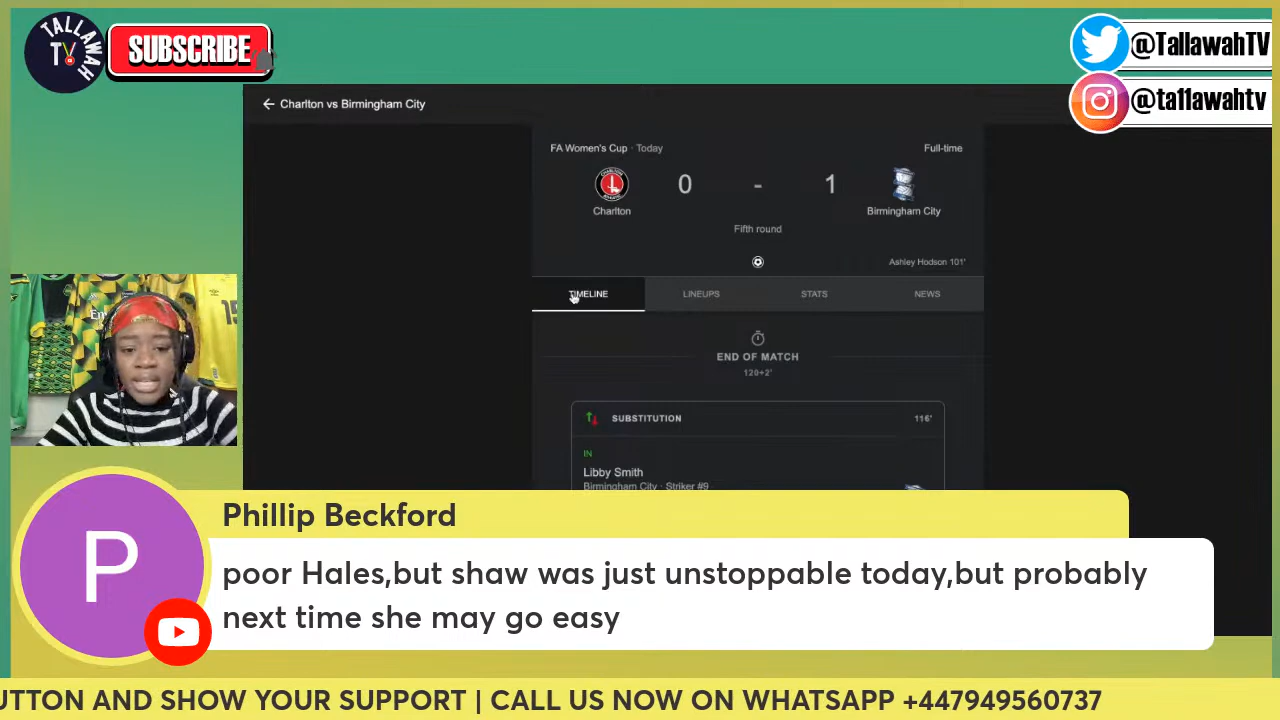 TALLAWAH
TV
SUBSCRIBE
@TallawahTV
@ta11awahtv
Charlton vs Birmingham City
FA Women's Cup · Today
Full-time
0 - 1
Charlton
Birmingham City
Fifth round
Ashley Hodson 101'
TIMELINE
LINEUPS
STATS
NEWS
END OF MATCH
120+2'
SUBSTITUTION
116'
IN
Libby Smith
Birmingham City · Striker #9
P
Phillip Beckford
poor Hales,but shaw was just unstoppable today,but probably
next time she may go easy
UTTON AND SHOW YOUR SUPPORT | CALL US NOW ON WHATSAPP +447949560737